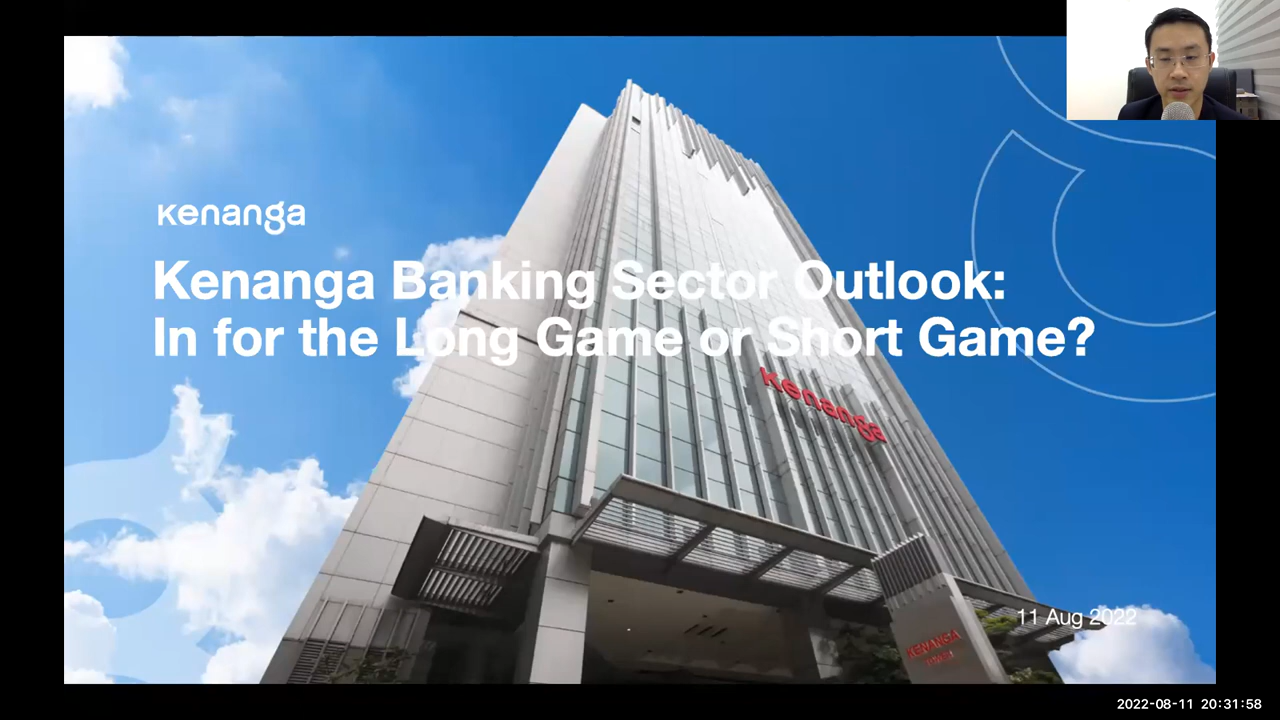 Kenanga
Kenanga Banking Sector Outlook:
In for the Long Game or Short Game?
Kenanga
11 Aug 2022
KENANGA
TOWER
2022-08-11 20:31:58